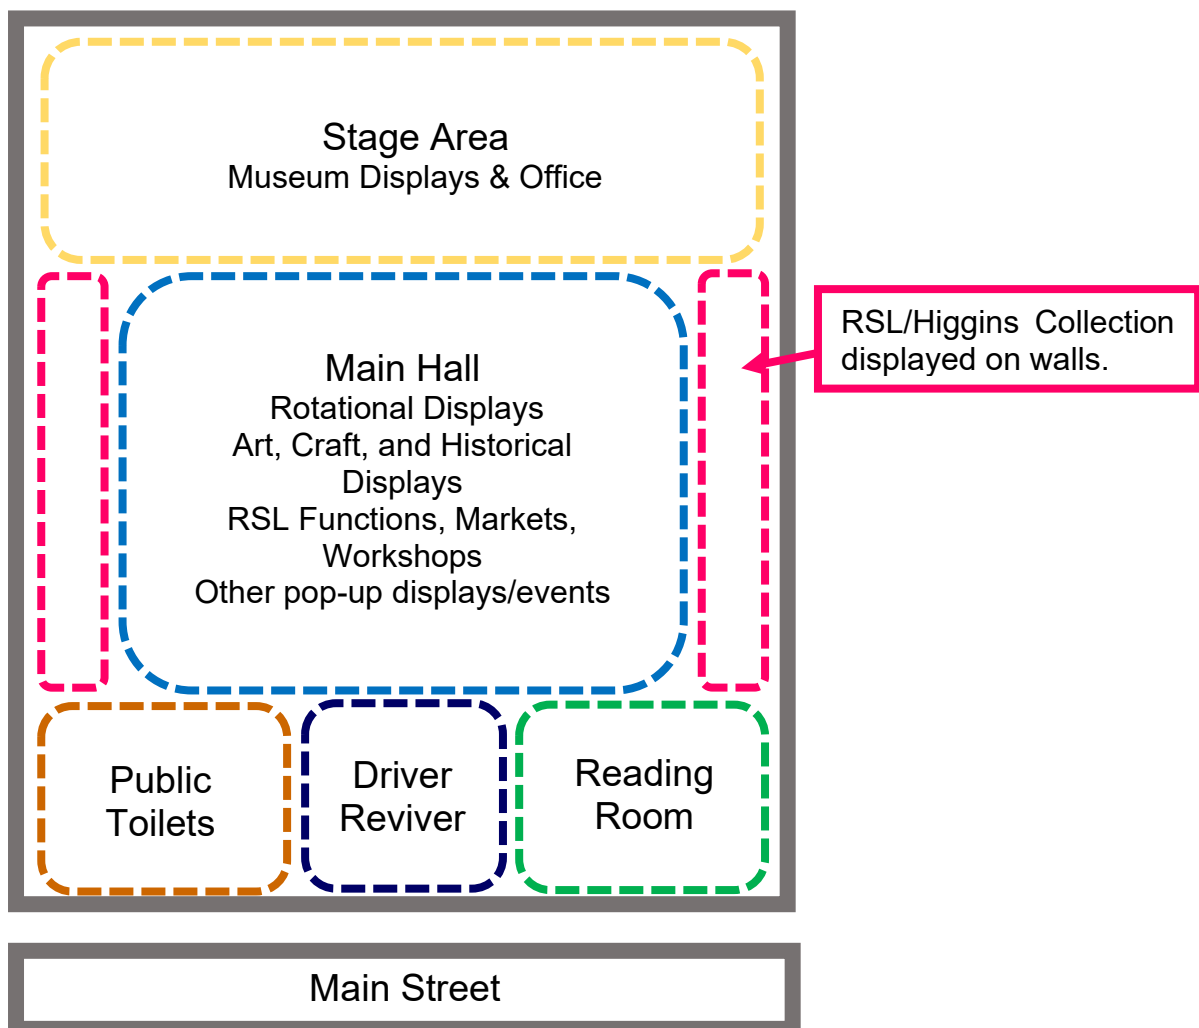 Stage Area
Museum Displays & Office
RSL/Higgins Collection
displayed on walls.
Main Hall
Rotational Displays
Art, Craft, and Historical
Displays
RSL Functions, Markets,
Workshops
Other pop-up displays/events
Public
Toilets
Driver
Reviver
Reading
Room
Main Street